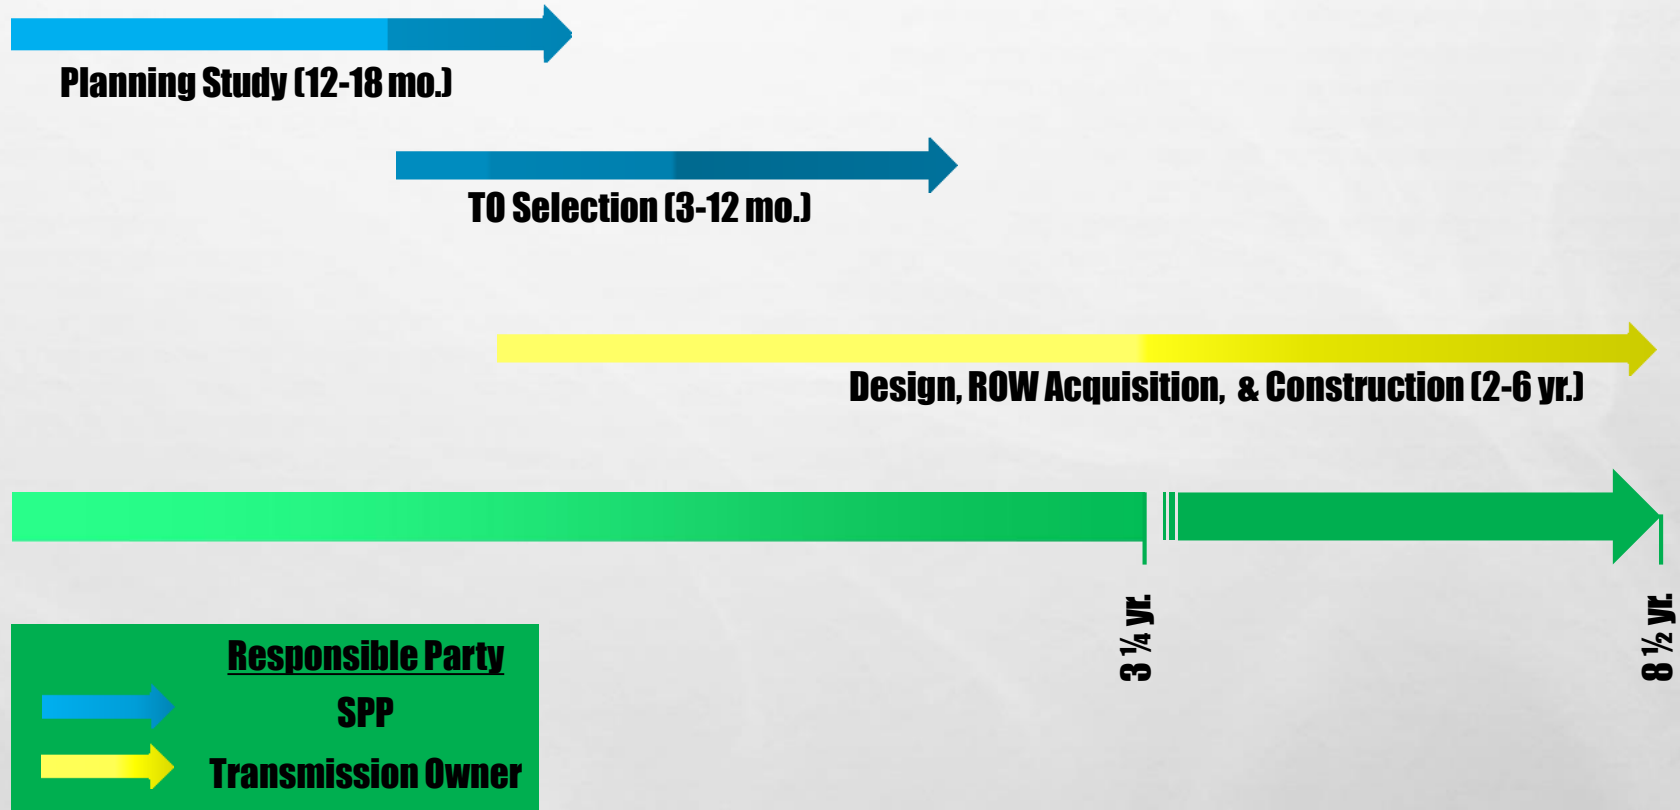 Planning Study (12-18 mo.)
TO Selection (3-12 mo.)
Design, ROW Acquisition, & Construction (2-6 yr.)
3 ¼ yr.
8 ½ yr.
Responsible Party
SPP
Transmission Owner